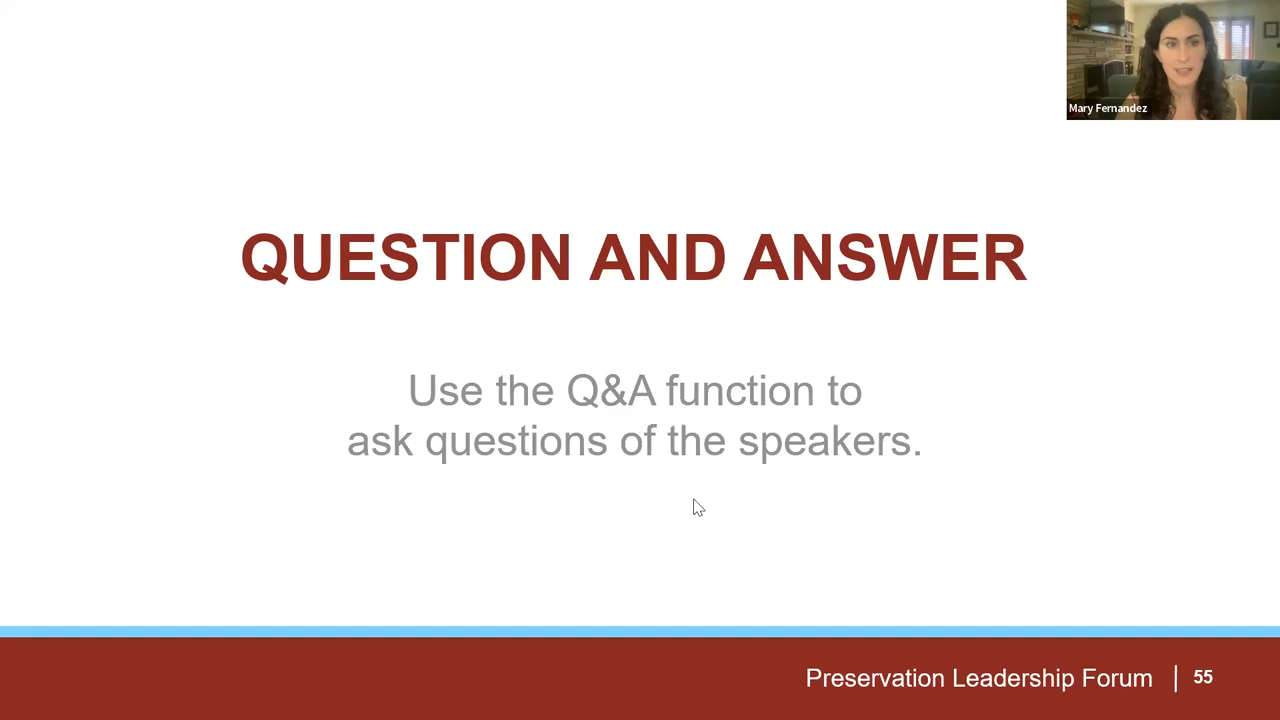 Mary Fernandez
QUESTION AND ANSWER
Use the Q&A function to
ask questions of the speakers.
Preservation Leadership Forum | 55